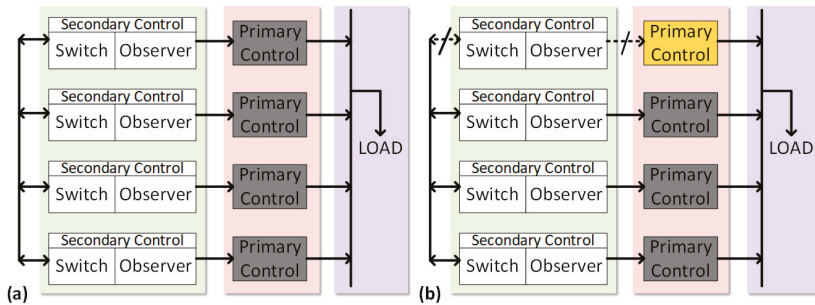 Secondary Control
Switch Observer
Primary
Control
Secondary Control
Switch Observer
Primary
Control
LOAD
Secondary Control
Switch Observer
Primary
Control
Secondary Control
Switch Observer
Primary
Control
(a)
Secondary Control
Switch Observer
Primary
Control
Secondary Control
Switch Observer
Primary
Control
LOAD
Secondary Control
Switch Observer
Primary
Control
Secondary Control
Switch Observer
Primary
Control
(b)